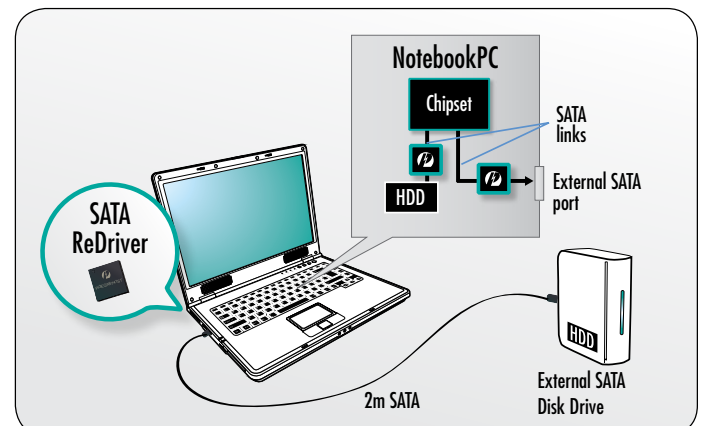 NotebookPC
Chipset
SATA
links
HDD
External SATA
port
SATA
ReDriver
HDD
2m SATA
External SATA
Disk Drive